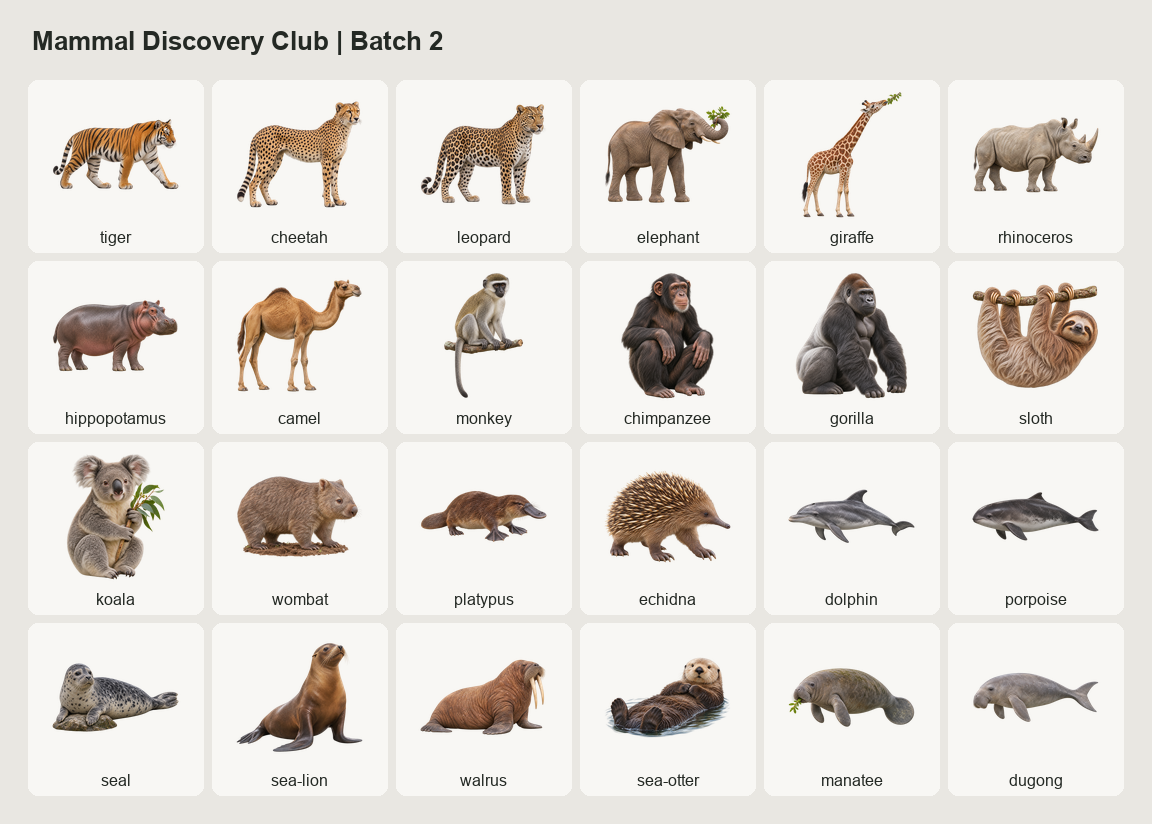 Mammal Discovery Club | Batch 2
tiger
cheetah
leopard
elephant
giraffe
rhinoceros
hippopotamus
camel
monkey
chimpanzee
gorilla
sloth
koala
wombat
platypus
echidna
dolphin
porpoise
seal
sea-lion
walrus
sea-otter
manatee
dugong